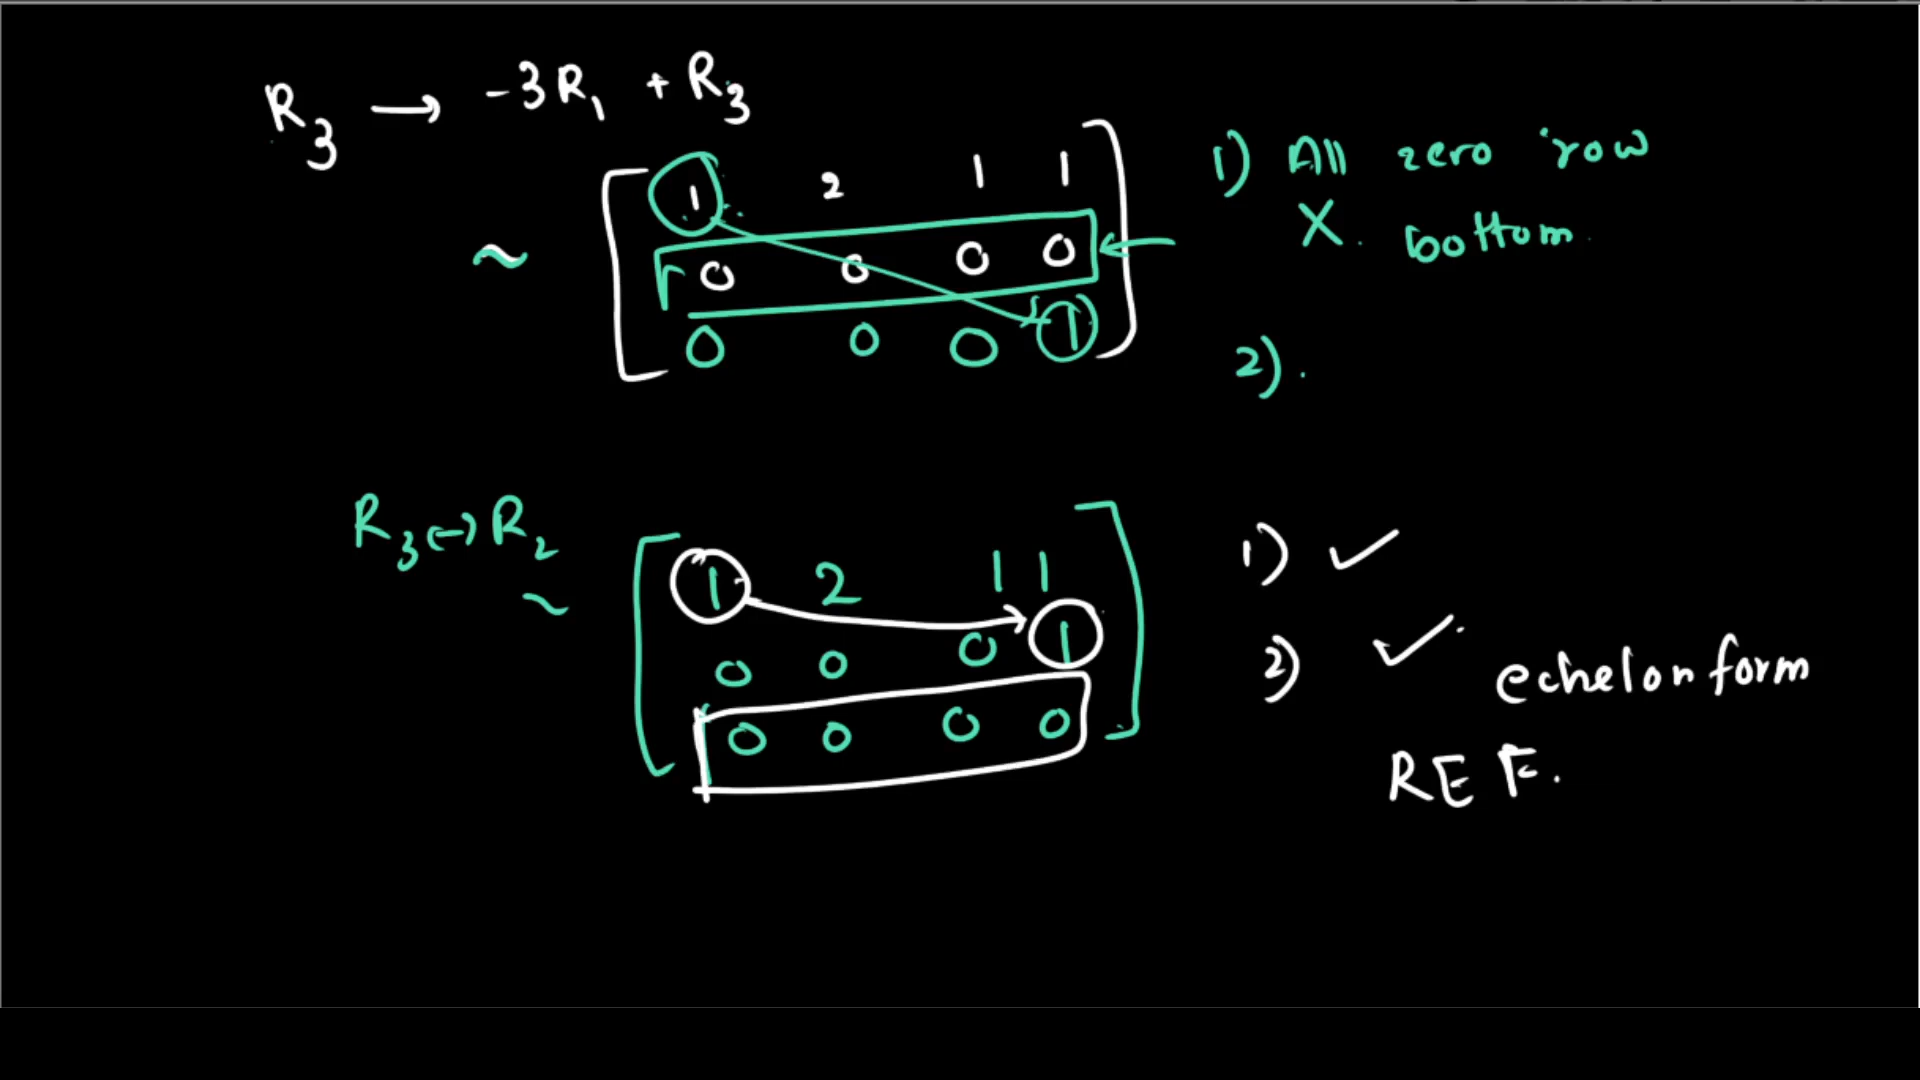 R₃ → -3R₁ + R₃
1) All zero row
X. bottom.
~ [ 1 2 1 1
0 0 0 0
0 0 0 1 ]
2).
R₃ ↔ R₂
~ [ 1 2 1 1
0 0 0 1
0 0 0 0 ]
1) ✓
2) ✓.
echelon form
REF.